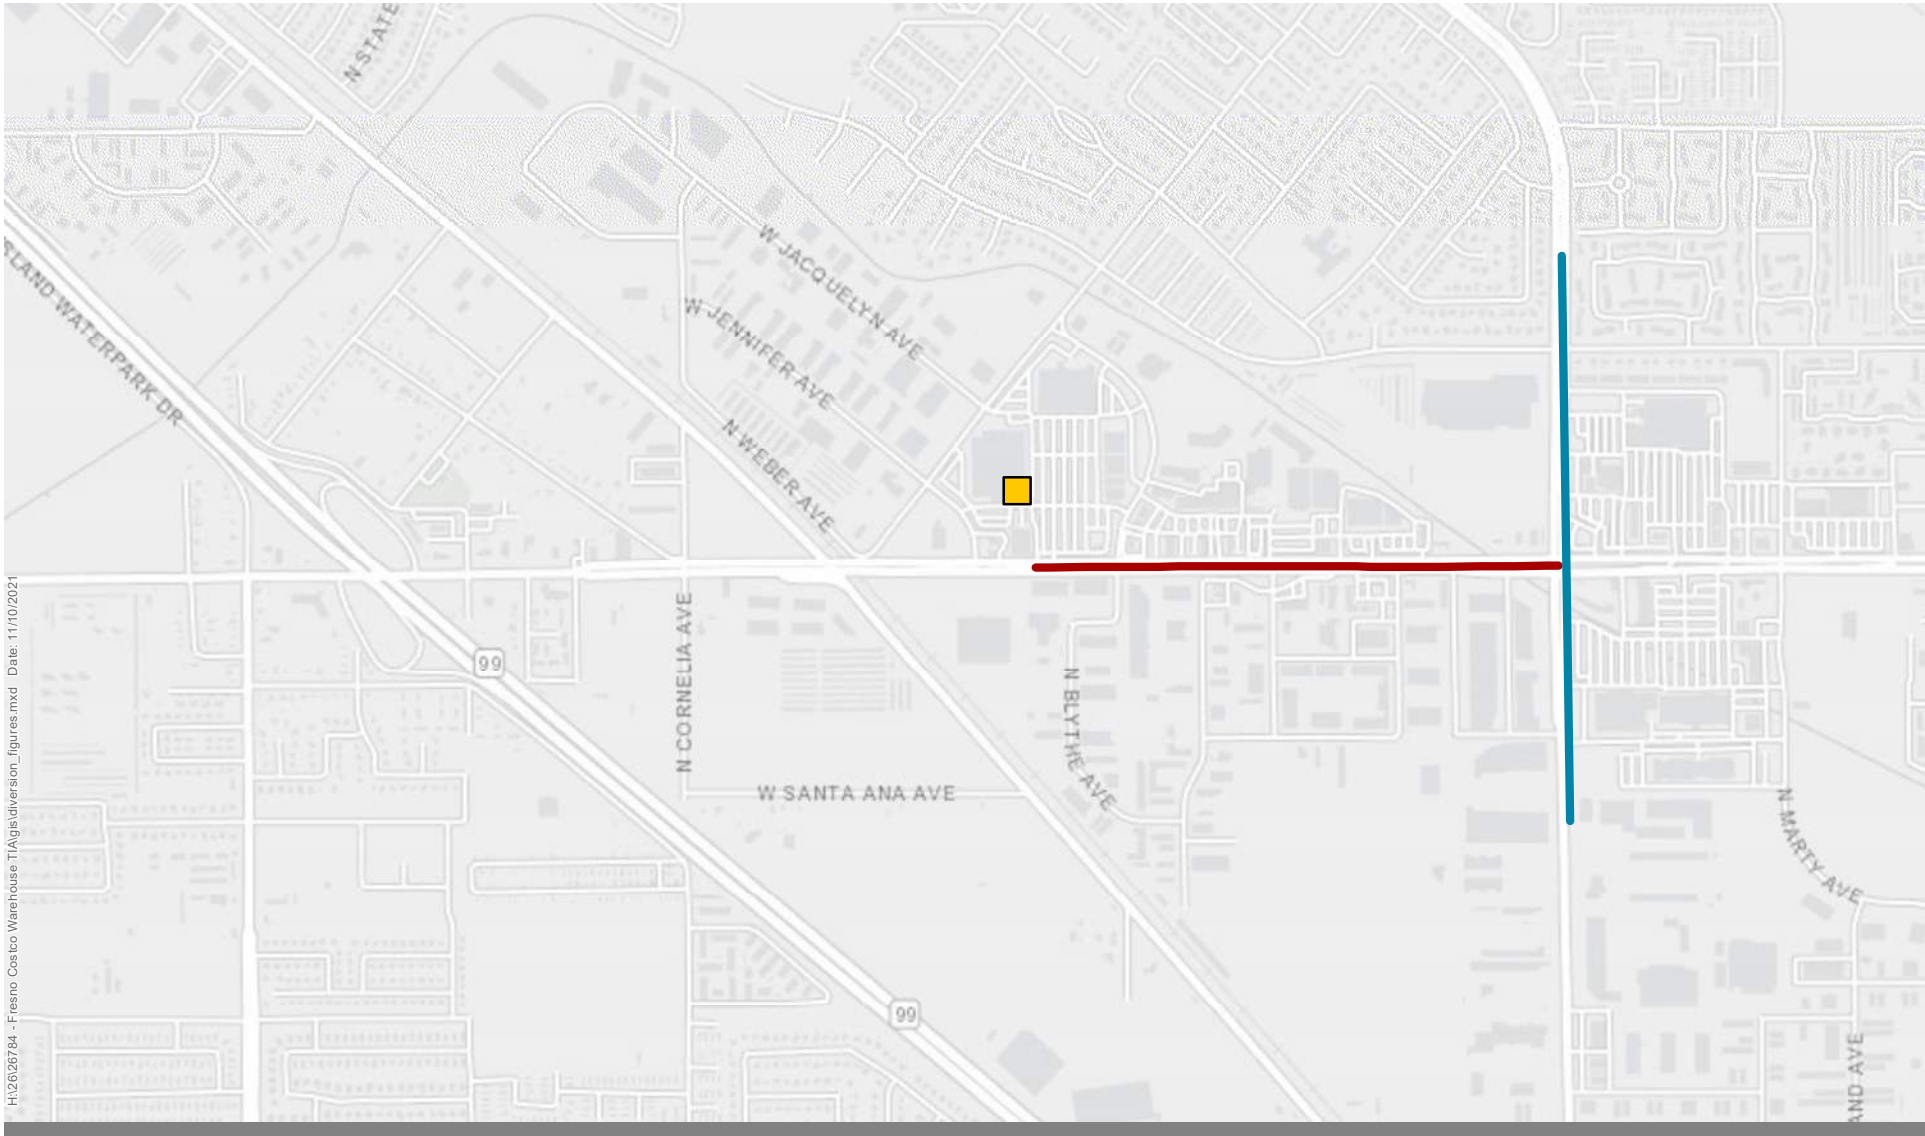 N STATE
W JACQUELYN AVE
SLAND WATERPARK DR
W JENNIFER AVE
N WEBER AVE
99
N CORNELIA AVE
N BLYTHE AVE
W SANTA ANA AVE
N MARTY AVE
99
AND AVE
H:\26\26784 - Fresno Costco Warehouse TIA\gis\diversion_figures.mxd Date: 11/10/2021